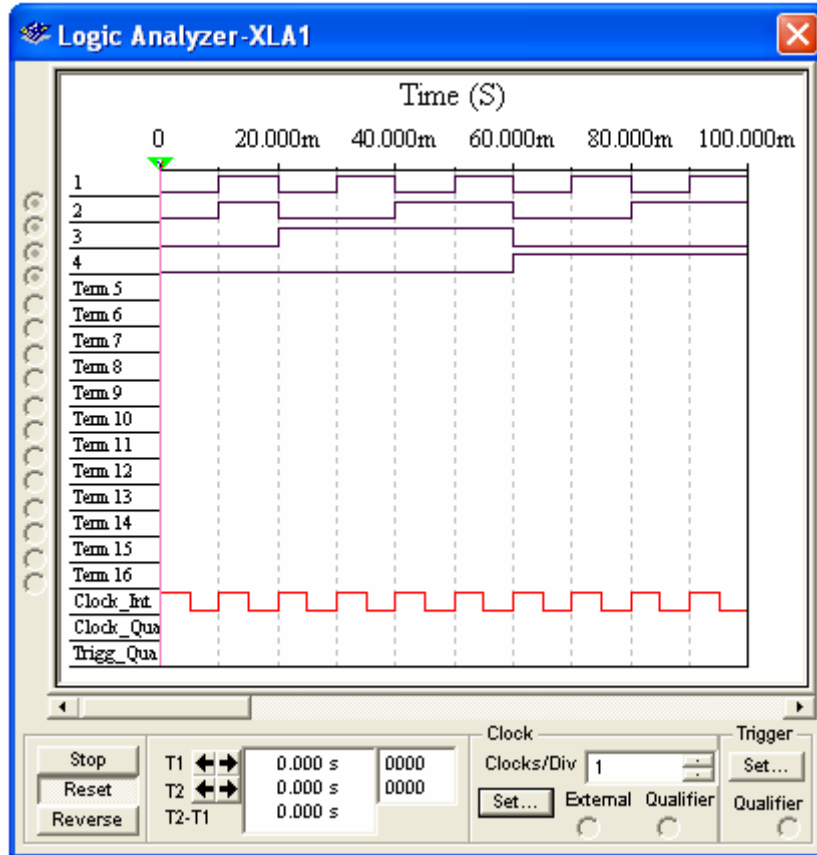 Logic Analyzer-XLA1
Time (S)
0 20.000m 40.000m 60.000m 80.000m 100.000m
1
2
3
4
Term 5
Term 6
Term 7
Term 8
Term 9
Term 10
Term 11
Term 12
Term 13
Term 14
Term 15
Term 16
Clock_Int
Clock_Qua
Trigg_Qua
Stop
Reset
Reverse
T1 0.000 s 0000
T2 0.000 s 0000
T2-T1 0.000 s
Clock
Clocks/Div 1
Set... External Qualifier
Trigger
Set...
Qualifier